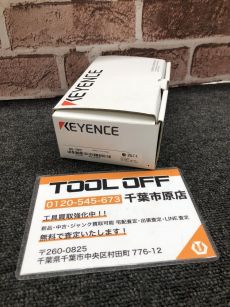 KEYENCE
KEYENCE
TOOL OFF
0120-545-673 千葉市原店
工具買取強化中！！
新品・中古・ジャンク買取可能 宅配査定・出張査定・LINE査定
無料で査定いたします！
〒260-0825
千葉県千葉市中央区村田町 776-12